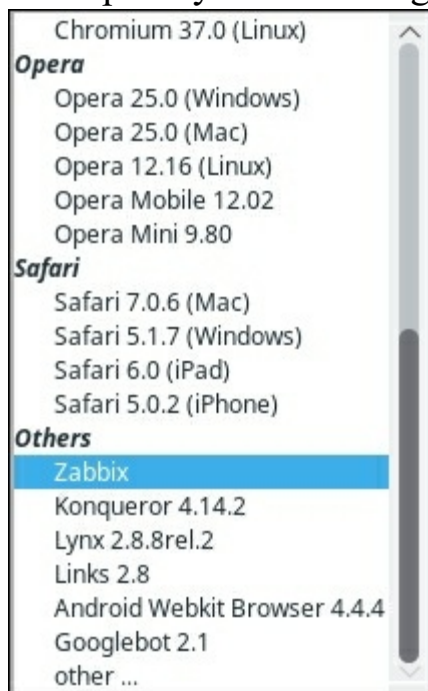 Chromium 37.0 (Linux)
Opera
Opera 25.0 (Windows)
Opera 25.0 (Mac)
Opera 12.16 (Linux)
Opera Mobile 12.02
Opera Mini 9.80
Safari
Safari 7.0.6 (Mac)
Safari 5.1.7 (Windows)
Safari 6.0 (iPad)
Safari 5.0.2 (iPhone)
Others
Zabbix
Konqueror 4.14.2
Lynx 2.8.8rel.2
Links 2.8
Android Webkit Browser 4.4.4
Googlebot 2.1
other ...